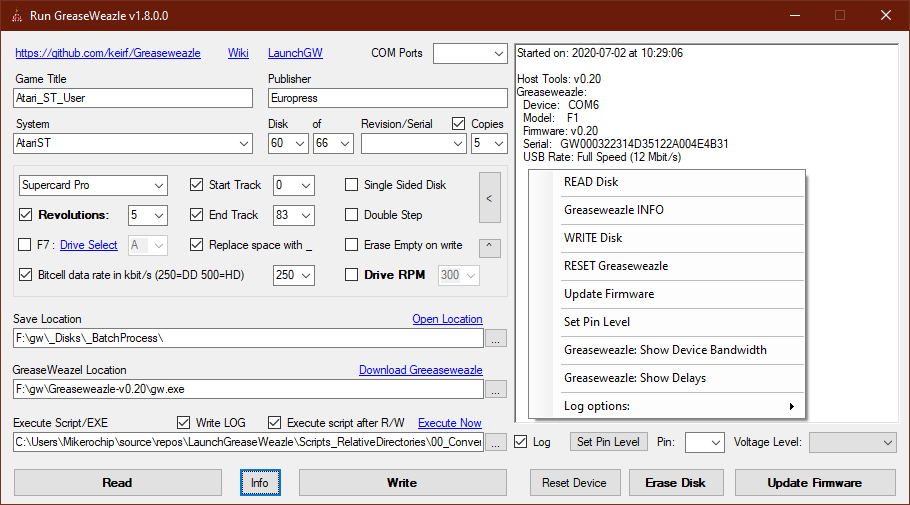 Run GreaseWeazle v1.8.0.0
https://github.com/keirf/Greaseweazle Wiki LaunchGW COM Ports
Game Title Publisher
Atari_ST_User Europress
System Disk of Revision/Serial Copies
AtariST 60 66 5
Supercard Pro Start Track 0 Single Sided Disk <
Revolutions: 5 End Track 83 Double Step
F7 : Drive Select A Replace space with _ Erase Empty on write ^
Bitcell data rate in kbit/s (250=DD 500=HD) 250 Drive RPM 300
Save Location Open Location
F:\gw\_Disks\_BatchProcess\ ...
GreaseWeazel Location Download Greeaseweazle
F:\gw\Greaseweazle-v0.20\gw.exe ...
Execute Script/EXE Write LOG Execute script after R/W Execute Now
C:\Users\Mikerochip\source\repos\LaunchGreaseWeazle\Scripts_RelativeDirectories\00_Conver ...
Read Info Write
Started on: 2020-07-02 at 10:29:06
Host Tools: v0.20
Greaseweazle:
Device: COM6
Model: F1
Firmware: v0.20
Serial: GW000322314D35122A004E4B31
USB Rate: Full Speed (12 Mbit/s)
READ Disk
Greaseweazle INFO
WRITE Disk
RESET Greaseweazle
Update Firmware
Set Pin Level
Greaseweazle: Show Device Bandwidth
Greaseweazle: Show Delays
Log options:
Log Set Pin Level Pin: Voltage Level:
Reset Device Erase Disk Update Firmware